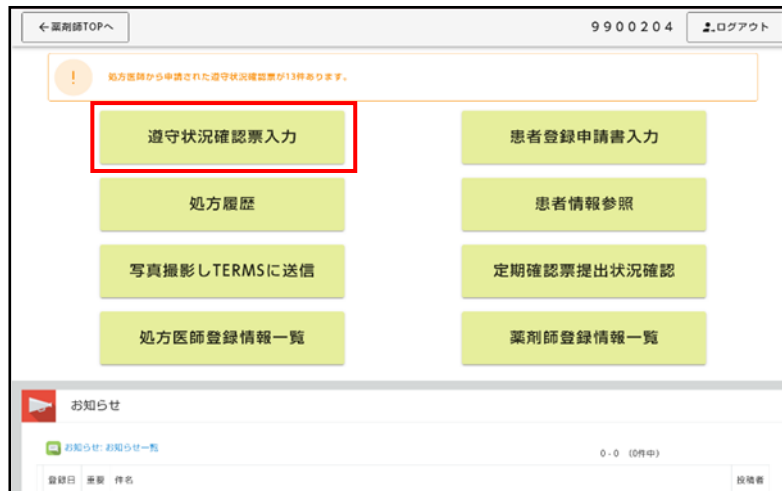 ←薬剤師TOPへ 9900204 ログアウト
! 処方医師から申請された遵守状況確認票が13件あります。
遵守状況確認票入力 患者登録申請書入力
処方履歴 患者情報参照
写真撮影しTERMSに送信 定期確認票提出状況確認
処方医師登録情報一覧 薬剤師登録情報一覧
お知らせ
お知らせ: お知らせ一覧 0 - 0 (0件中)
登録日 重要 件名 投稿者